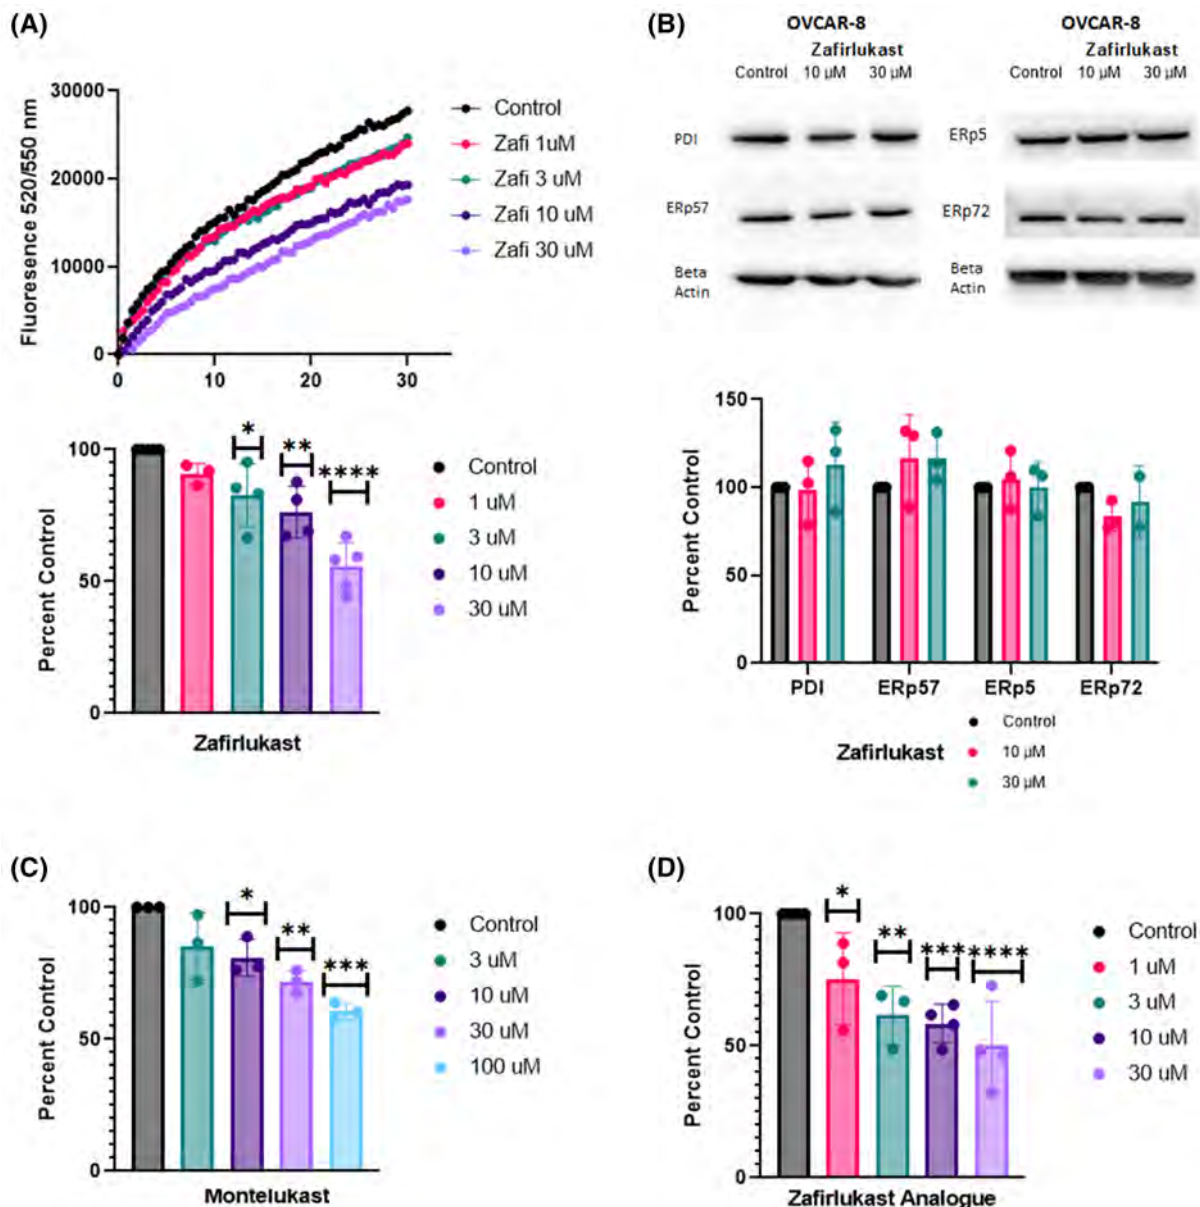 (A)
Fluoresence 520/550 nm
30000
20000
10000
0
0 10 20 30
Control
Zafi 1uM
Zafi 3 uM
Zafi 10 uM
Zafi 30 uM
Percent Control
100
50
0
* ** ****
Zafirlukast
Control
1 uM
3 uM
10 uM
30 uM
(B)
OVCAR-8
Zafirlukast
Control 10 µM 30 µM
PDI
ERp57
Beta
Actin
OVCAR-8
Zafirlukast
Control 10 µM 30 µM
ERp5
ERp72
Beta
Actin
Percent Control
150
100
50
0
PDI ERp57 ERp5 ERp72
Zafirlukast
Control
10 µM
30 µM
(C)
Percent Control
100
50
0
* ** ***
Montelukast
Control
3 uM
10 uM
30 uM
100 uM
(D)
Percent Control
100
50
0
* ** *** ****
Zafirlukast Analogue
Control
1 uM
3 uM
10 uM
30 uM